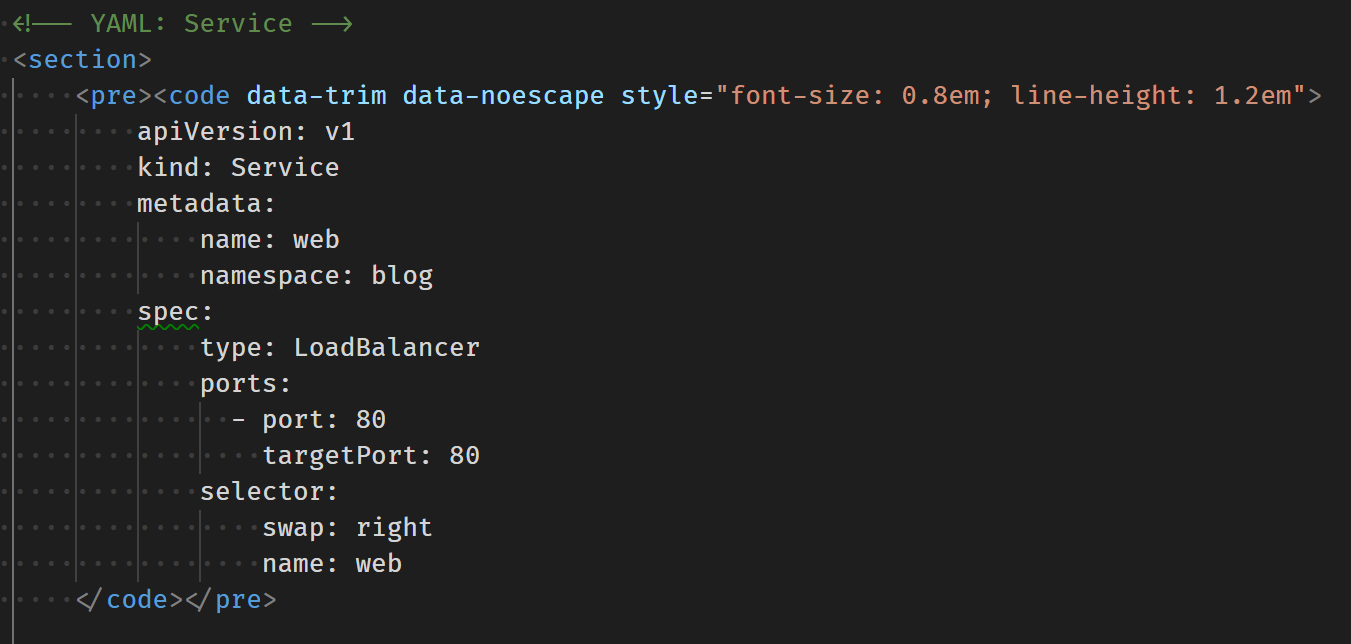 <!-- YAML: Service -->
<section>
    <pre><code data-trim data-noescape style="font-size: 0.8em; line-height: 1.2em">
        apiVersion: v1
        kind: Service
        metadata:
            name: web
            namespace: blog
        spec:
            type: LoadBalancer
            ports:
              - port: 80
                targetPort: 80
            selector:
                swap: right
                name: web
    </code></pre>